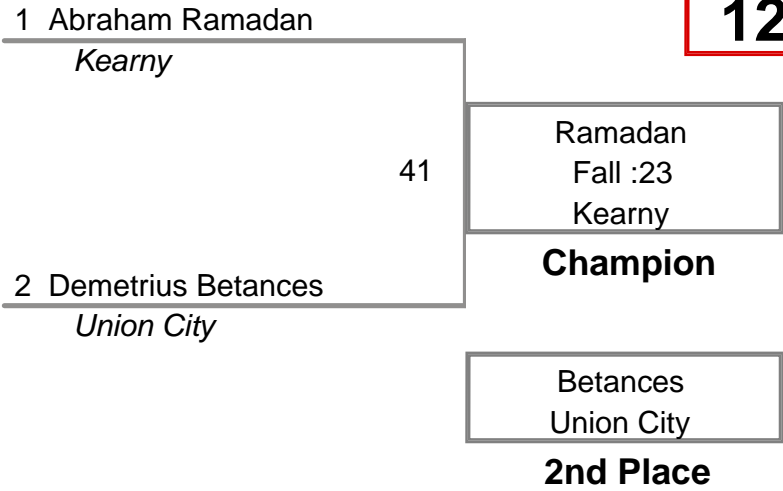 1 Abraham Ramadan
Kearny
12
41
Ramadan
Fall :23
Kearny
Champion
2 Demetrius Betances
Union City
Betances
Union City
2nd Place